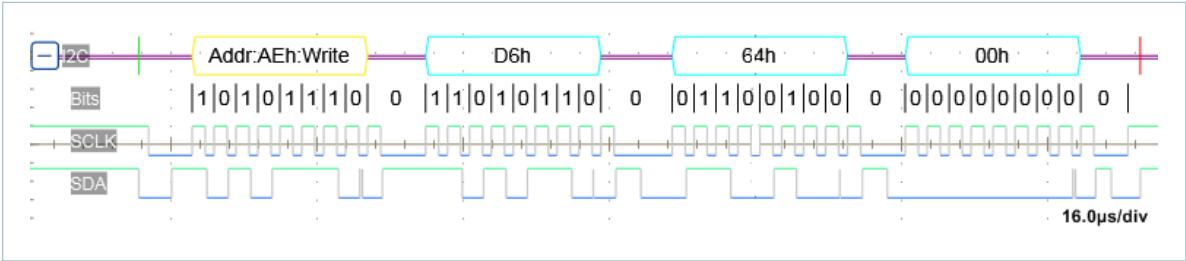 I2C Addr:AEh:Write D6h 64h 00h
Bits 1 0 1 0 1 1 1 0 0 1 1 0 1 0 1 1 0 0 0 1 1 0 0 1 0 0 0 0 0 0 0 0 0 0 0 0
SCLK
SDA
16.0µs/div